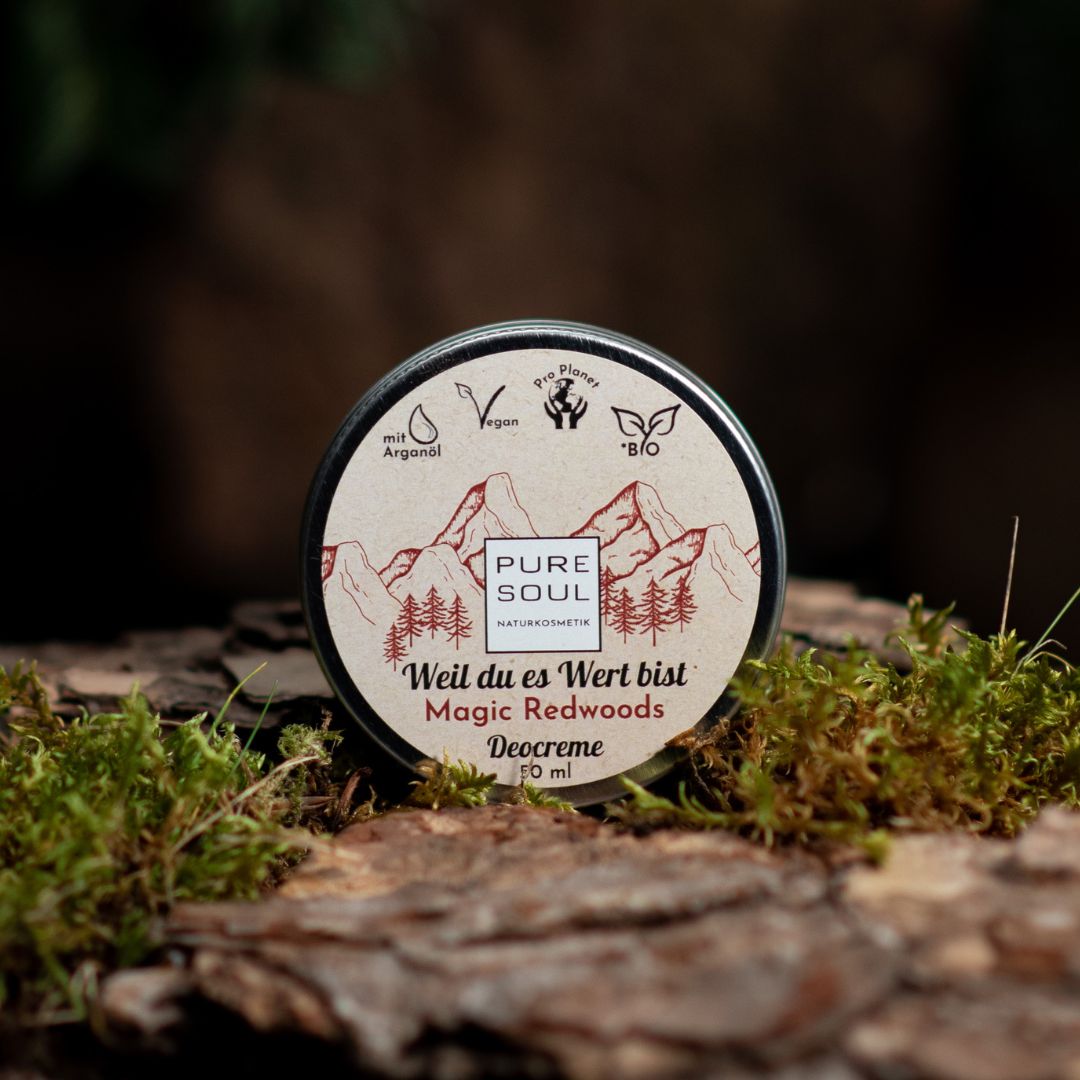 mit
Arganöl
Vegan
Pro Planet
*BIO
PURE
SOUL
NATURKOSMETIK
Weil du es Wert bist
Magic Redwoods
Deocreme
50 ml